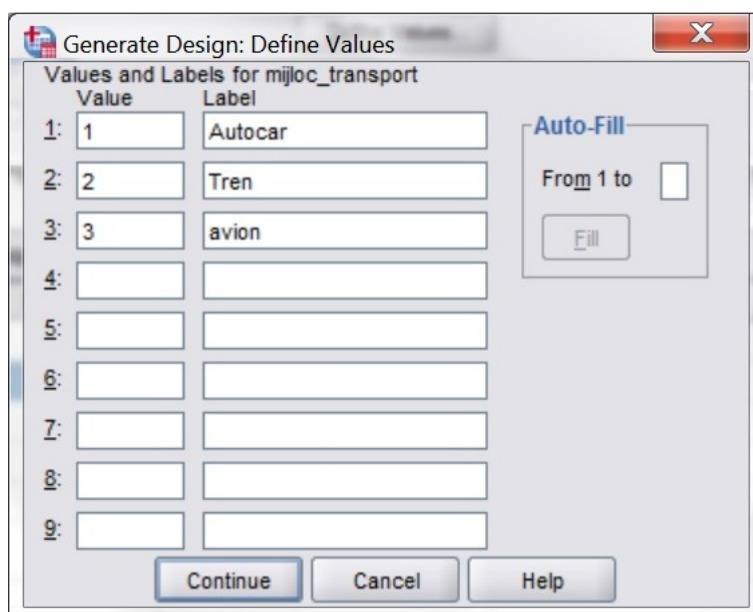 Generate Design: Define Values
Values and Labels for mijloc_transport
Value Label
1: 1 Autocar
2: 2 Tren
3: 3 avion
4:
5:
6:
7:
8:
9:
Auto-Fill
From 1 to
Fill
Continue Cancel Help